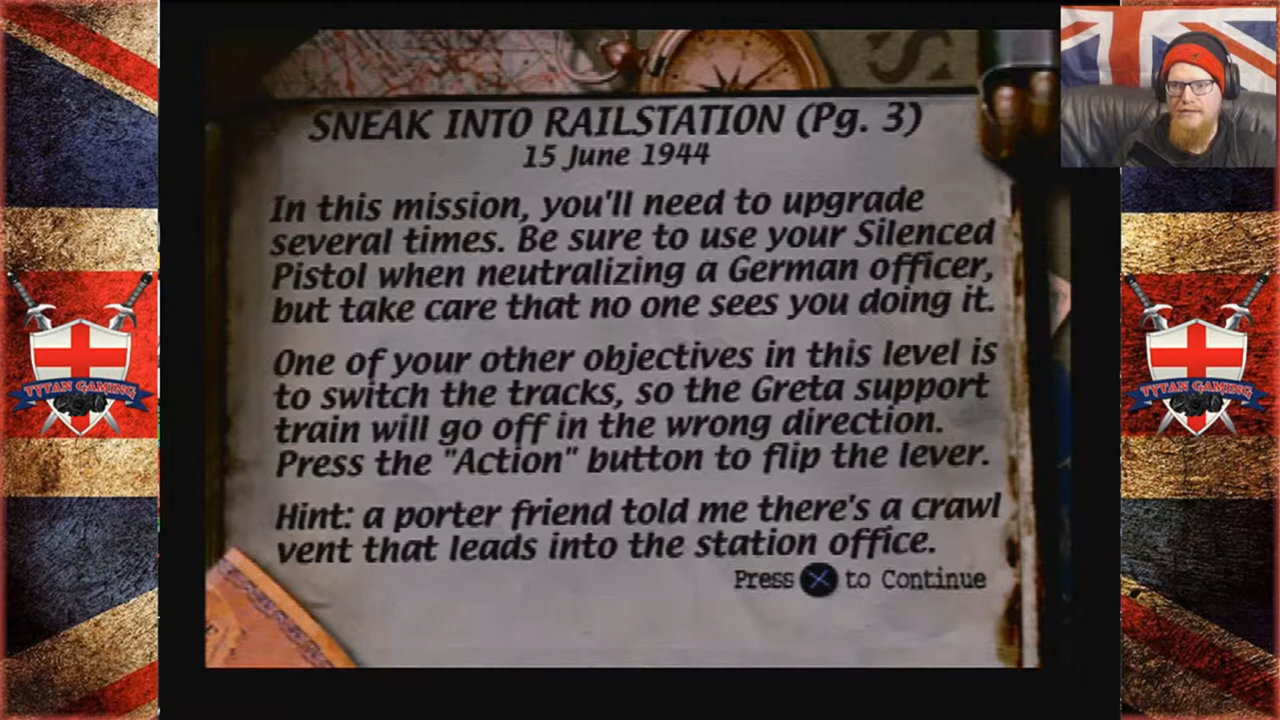 SNEAK INTO RAILSTATION (Pg. 3)
15 June 1944
In this mission, you'll need to upgrade
several times. Be sure to use your Silenced
Pistol when neutralizing a German officer,
but take care that no one sees you doing it.
One of your other objectives in this level is
to switch the tracks, so the Greta support
train will go off in the wrong direction.
Press the "Action" button to flip the lever.
Hint: a porter friend told me there's a crawl
vent that leads into the station office.
Press X to Continue
TYTAN GAMING
TYTAN GAMING